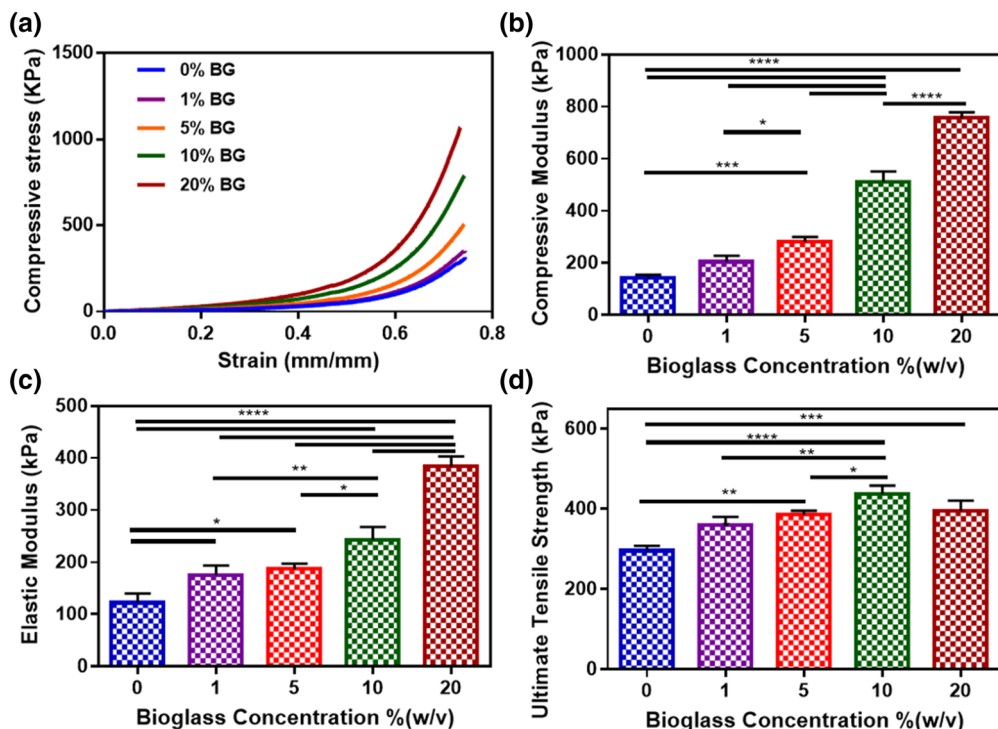 (a)
1500
1000
500
0
Compressive stress (KPa)
0% BG
1% BG
5% BG
10% BG
20% BG
0.0 0.2 0.4 0.6 0.8
Strain (mm/mm)
(b)
1000
800
600
400
200
0
Compressive Modulus (kPa)
****
****
*
***
0 1 5 10 20
Bioglass Concentration %(w/v)
(c)
500
400
300
200
100
0
Elastic Modulus (kPa)
****
**
*
*
0 1 5 10 20
Bioglass Concentration %(w/v)
(d)
600
400
200
0
Ultimate Tensile Strength (kPa)
***
****
**
*
**
0 1 5 10 20
Bioglass Concentration %(w/v)